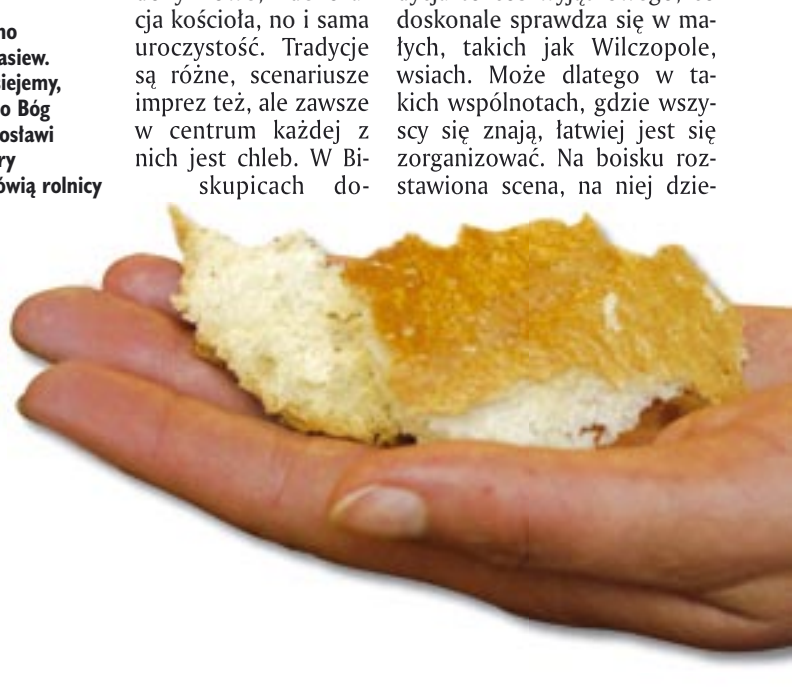 no
asiew.
siejemy,
o Bóg
osławi
ry
ówią rolnicy
cja kościoła, no i sama
uroczystość. Tradycje
są różne, scenariusze
imprez też, ale zawsze
w centrum każdej z
nich jest chleb. W Bi-
skupicach do-
doskonale sprawdza się w ma-
łych, takich jak Wilczopole,
wsiach. Może dlatego w ta-
kich wspólnotach, gdzie wszy-
scy się znają, łatwiej jest się
zorganizować. Na boisku roz-
stawiona scena, na niej dzie-